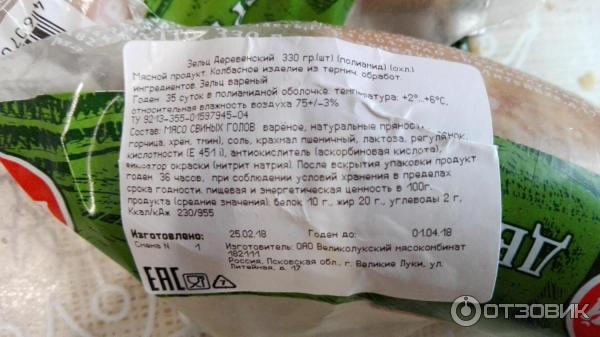 Зельц Деревенский 330 гр.(шт) (полиамид) (охл.)
Мясной продукт. Колбасное изделие из термич. обработ.
ингредиентов. Зельц вареный
Годен 35 суток в полиамидной оболочке: температура: +2°...+6°С,
относительная влажность воздуха 75+/-3%
ТУ 9213-355-01597945-04
Состав: МЯСО СВИНЫХ ГОЛОВ вареное, натуральные прянос
горчица, хрен, тмин), соль, крахмал пшеничный, лактоза, регулятор
кислотности (Е 451 i), антиокислитель (аскорбиновая кислота),
фиксатор окраски (нитрит натрия). После вскрытия упаковки продукт
годен 36 часов, при соблюдении условий хранения в пределах
срока годности. пищевая и энергетическая ценность в 100г.
продукта (средние значения): белок 10 г., жир 20 г., углеводы 2 г,
Ккал/кДж 230/955
Изготовлено: 25.02.18 Годен до: 01.04.18
Смена N 1 Изготовитель: ОАО Великолукский мясокомбинат
182111
Россия, Псковская обл., г. Великие Луки, ул.
Литейная, д. 17
EAC 7
ДЕ
ОТЗОВИК